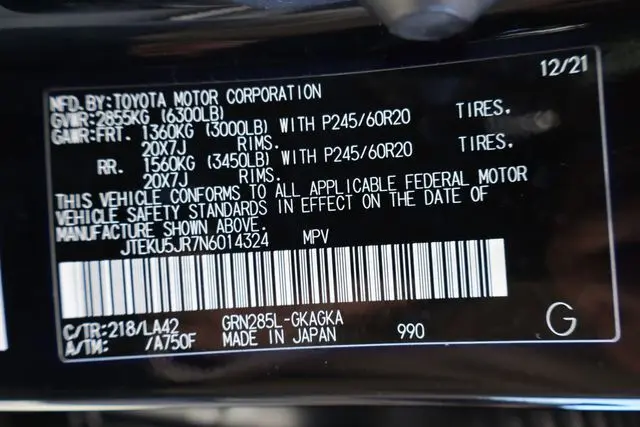 12/21
MFD.BY:TOYOTA MOTOR CORPORATION
GVWR:2855KG (6300LB)
GAWR:FRT. 1360KG (3000LB) WITH P245/60R20 TIRES.
20X7J RIMS.
RR. 1560KG (3450LB) WITH P245/60R20 TIRES.
20X7J RIMS.
THIS VEHICLE CONFORMS TO ALL APPLICABLE FEDERAL MOTOR
VEHICLE SAFETY STANDARDS IN EFFECT ON THE DATE OF
MANUFACTURE SHOWN ABOVE.
JTEKU5JR7N6014324 MPV
C/TR:218/LA42 GRN285L-GKAGKA
A/TM: /A750F MADE IN JAPAN 990 G